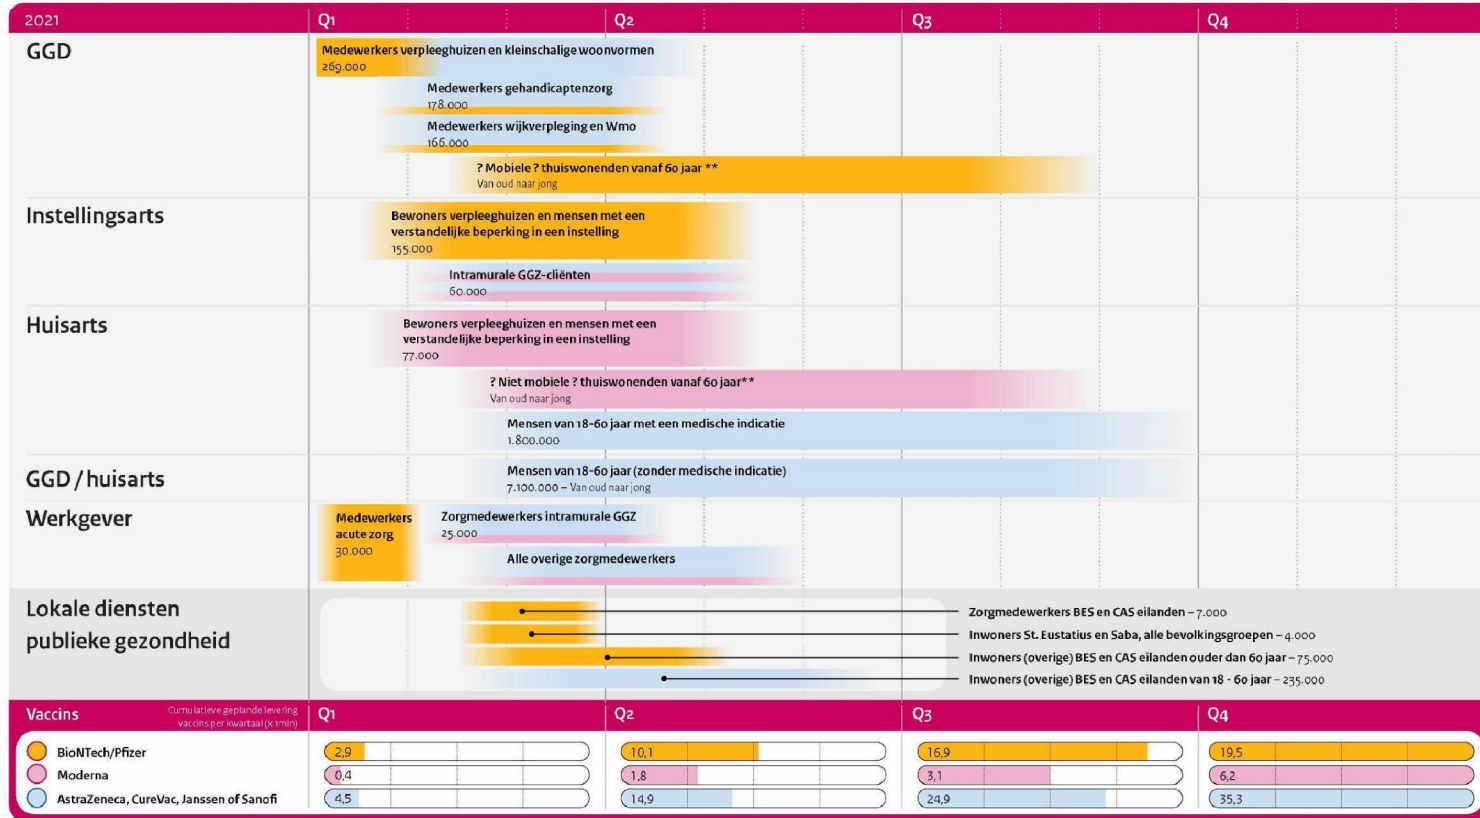 2021 Q1 Q2 Q3 Q4
GGD
Medewerkers verpleeghuizen en kleinschalige woonvormen
269.000
Medewerkers gehandicaptenzorg
178.000
Medewerkers wijkverpleging en Wmo
166.000
? Mobiele ? thuiswonenden vanaf 60 jaar **
Van oud naar jong
Instellingsarts
Bewoners verpleeghuizen en mensen met een
verstandelijke beperking in een instelling
155.000
Intramurale GGZ-cliënten
60.000
Huisarts
Bewoners verpleeghuizen en mensen met een
verstandelijke beperking in een instelling
77.000
? Niet mobiele ? thuiswonenden vanaf 60 jaar**
Van oud naar jong
Mensen van 18-60 jaar met een medische indicatie
1.800.000
GGD / huisarts
Mensen van 18-60 jaar (zonder medische indicatie)
7.100.000 – Van oud naar jong
Werkgever
Medewerkers
acute zorg
30.000
Zorgmedewerkers intramurale GGZ
25.000
Alle overige zorgmedewerkers
Lokale diensten
publieke gezondheid
Zorgmedewerkers BES en CAS eilanden – 7.000
Inwoners St. Eustatius en Saba, alle bevolkingsgroepen – 4.000
Inwoners (overige) BES en CAS eilanden ouder dan 60 jaar – 75.000
Inwoners (overige) BES en CAS eilanden van 18 - 60 jaar – 235.000
Vaccins
Cumulatieve geplande levering
vaccins per kwartaal (x 1 mln)
Q1 Q2 Q3 Q4
BioNTech/Pfizer 2,9 10,1 16,9 19,5
Moderna 0,4 1,8 3,1 6,2
AstraZeneca, CureVac, Janssen of Sanofi 4,5 14,9 24,9 35,3